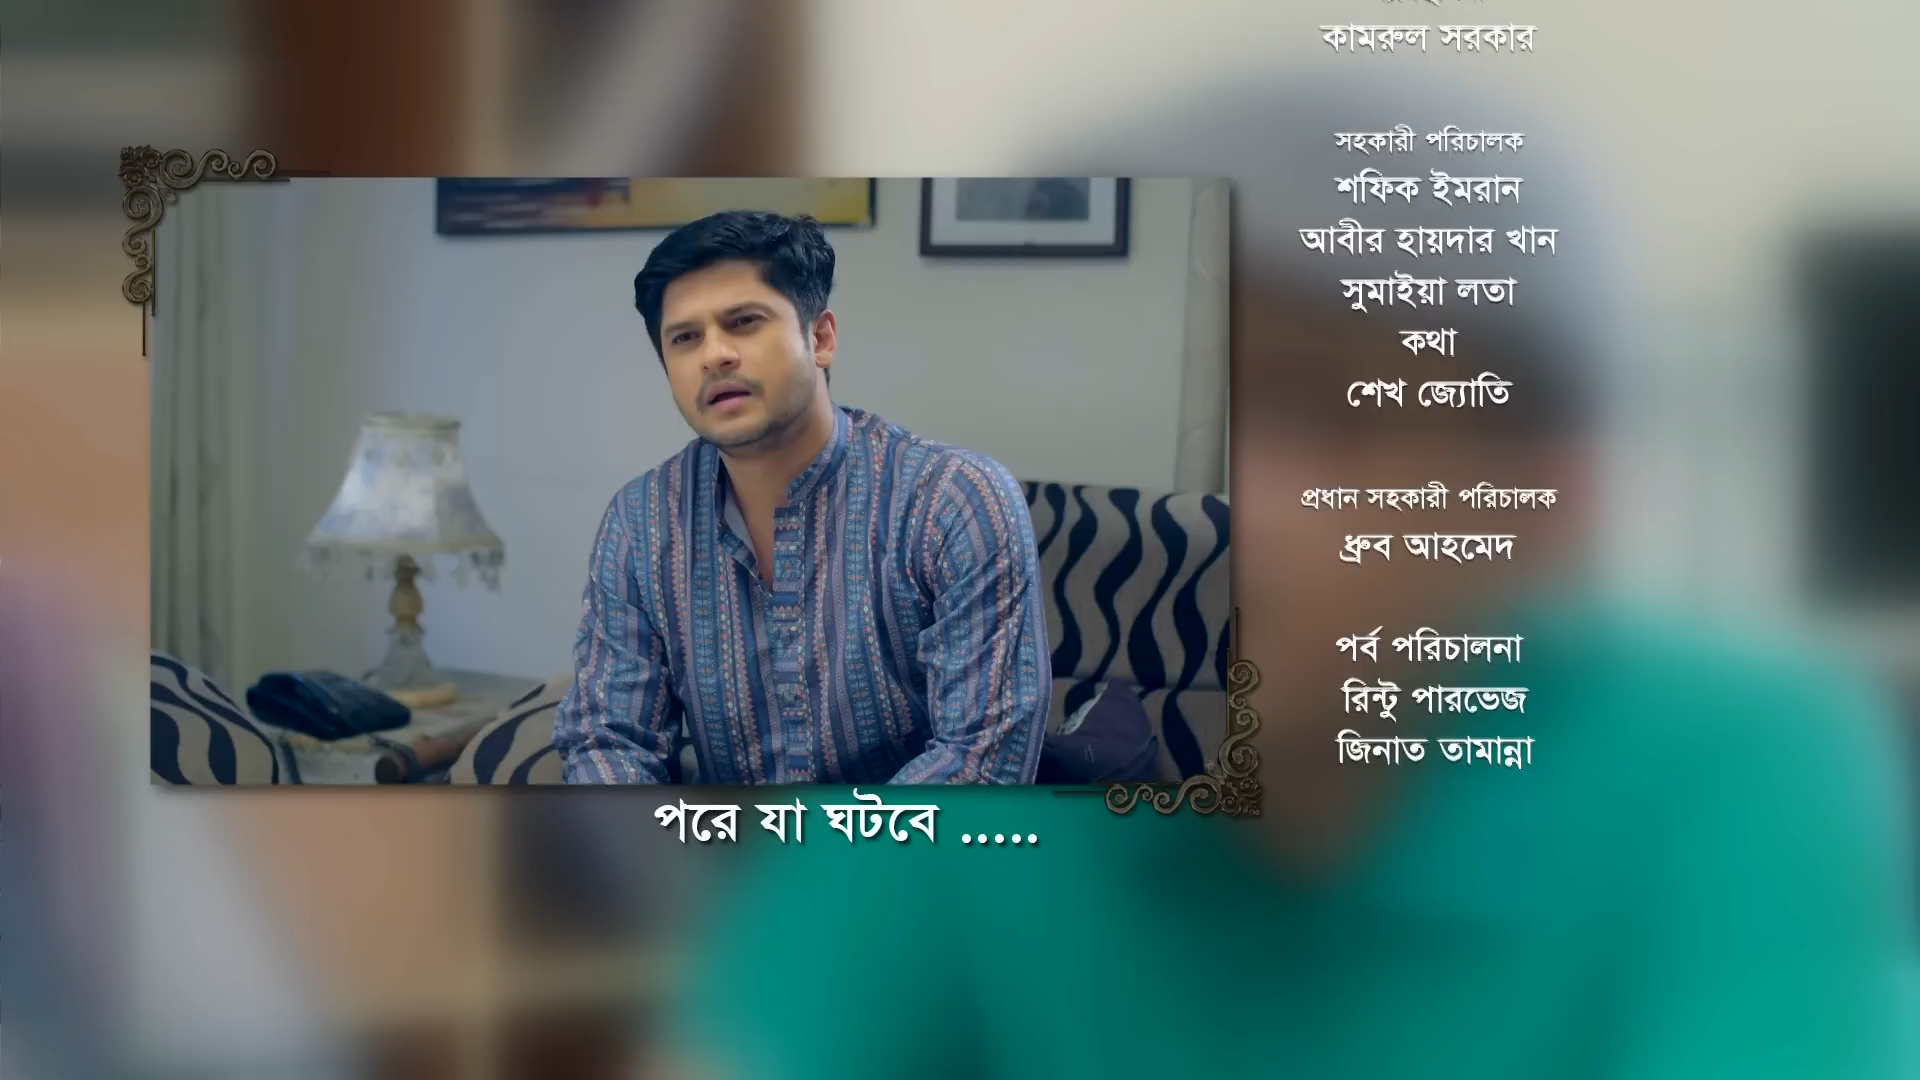 কামরুল সরকার
সহকারী পরিচালক
শফিক ইমরান
আবীর হায়দার খান
সুমাইয়া লতা
কথা
শেখ জ্যোতি
প্রধান সহকারী পরিচালক
ধ্রুব আহমেদ
পর্ব পরিচালনা
রিন্টু পারভেজ
জিনাত তামান্না
পরে যা ঘটবে .....